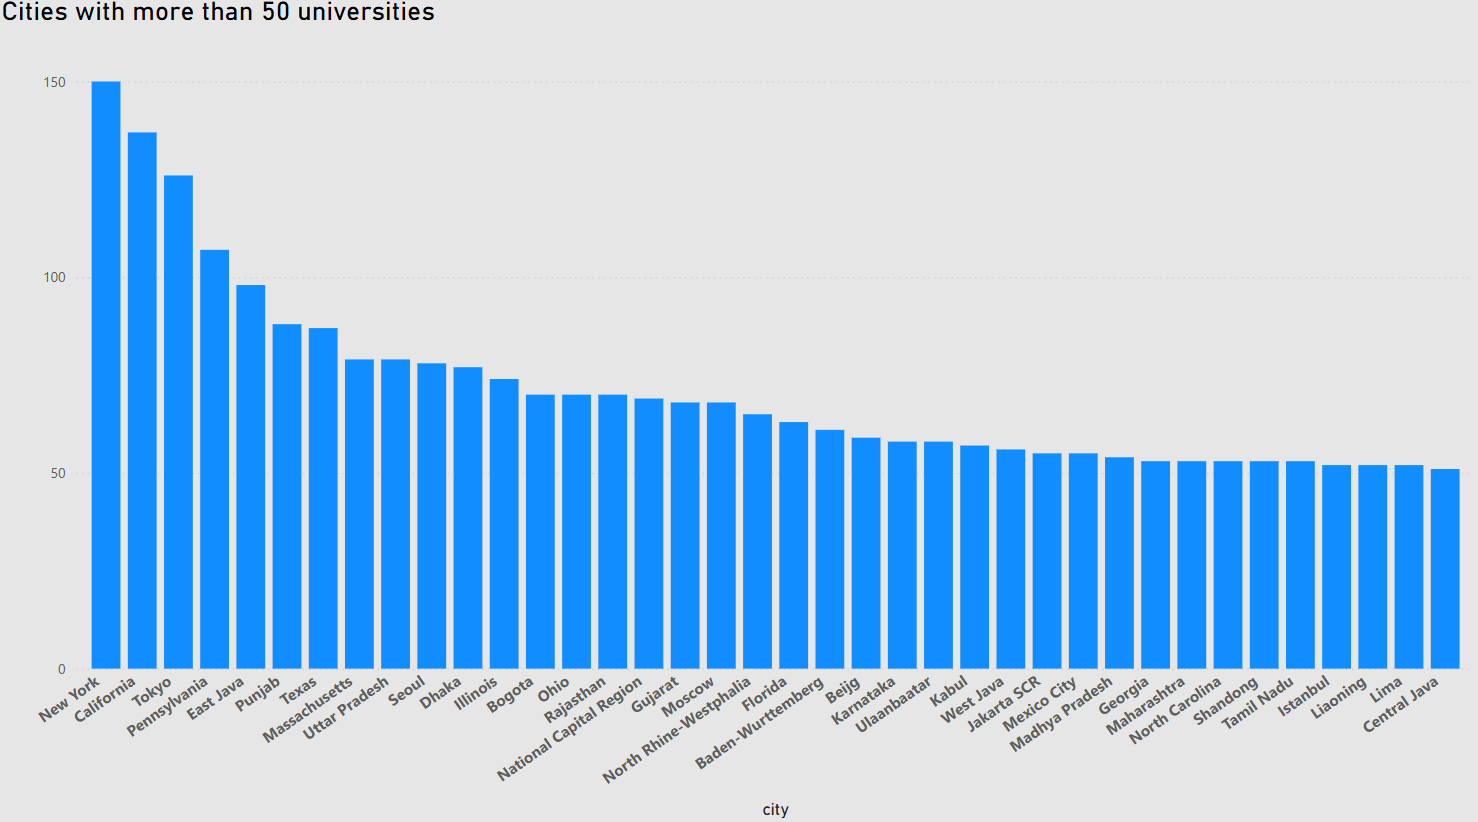 Cities with more than 50 universities
150
100
50
0
New York
California
Tokyo
Pennsylvania
East Java
Punjab
Texas
Massachusetts
Uttar Pradesh
Seoul
Dhaka
Illinois
Bogota
Ohio
Rajasthan
National Capital Region
Gujarat
Moscow
North Rhine-Westphalia
Florida
Baden-Wurttemberg
Beijg
Karnataka
Ulaanbaatar
Kabul
West Java
Jakarta SCR
Mexico City
Madhya Pradesh
Georgia
Maharashtra
North Carolina
Shandong
Tamil Nadu
Istanbul
Liaoning
Lima
Central Java
city